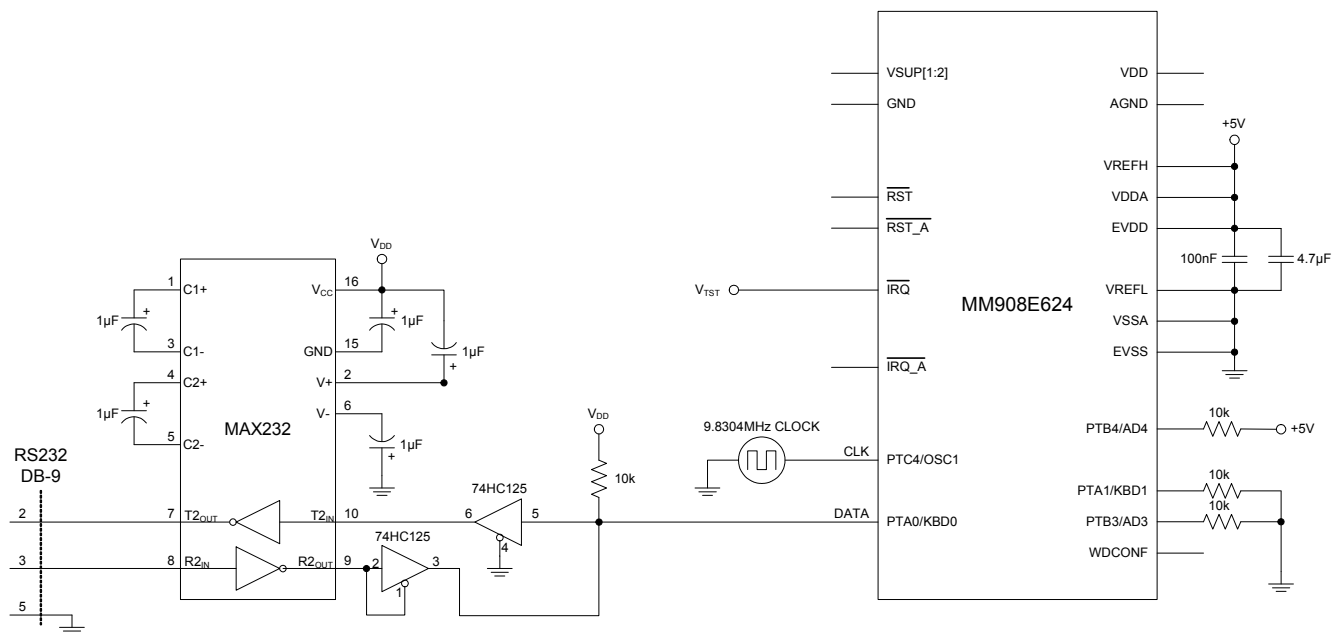 VSUP[1:2]
VDD
GND
AGND
+5V
VREFH
RST
VDDA
RST_A
EVDD
100nF
4.7µF
VTST
IRQ
MM908E624
VREFL
VSSA
EVSS
IRQ_A
VDD
1
C1+
VCC
16
1µF
+
+
1µF
3
C1-
GND
15
1µF
+
4
C2+
V+
2
1µF
+
V-
6
MAX232
1µF
+
5
C2-
VDD
10k
PTB4/AD4
10k
+5V
9.8304MHz CLOCK
CLK
PTC4/OSC1
RS232
DB-9
74HC125
PTA1/KBD1
10k
2
7
T2OUT
T2IN
10
6
5
4
DATA
PTA0/KBD0
PTB3/AD3
10k
74HC125
3
8
R2IN
R2OUT
9
2
3
1
WDCONF
5